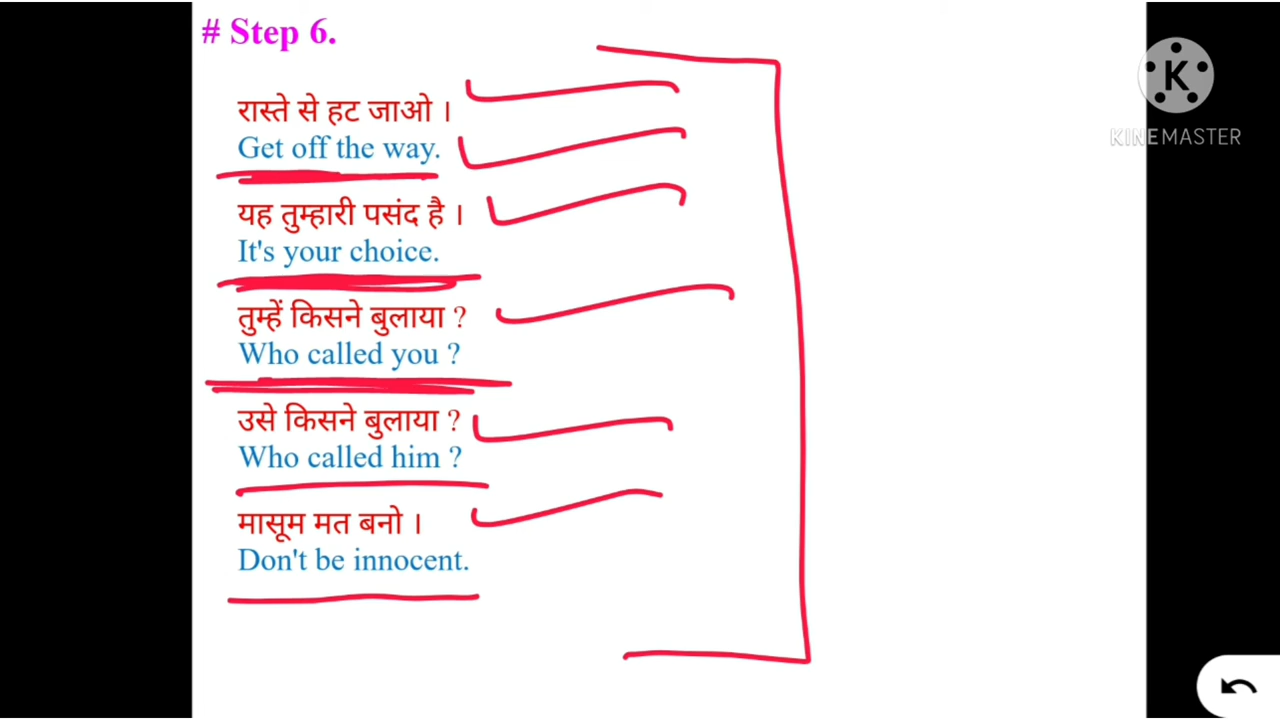 # Step 6.
रास्ते से हट जाओ ।
Get off the way.
यह तुम्हारी पसंद है ।
It's your choice.
तुम्हें किसने बुलाया ?
Who called you ?
उसे किसने बुलाया ?
Who called him ?
मासूम मत बनो ।
Don't be innocent.
K
KINEMASTER